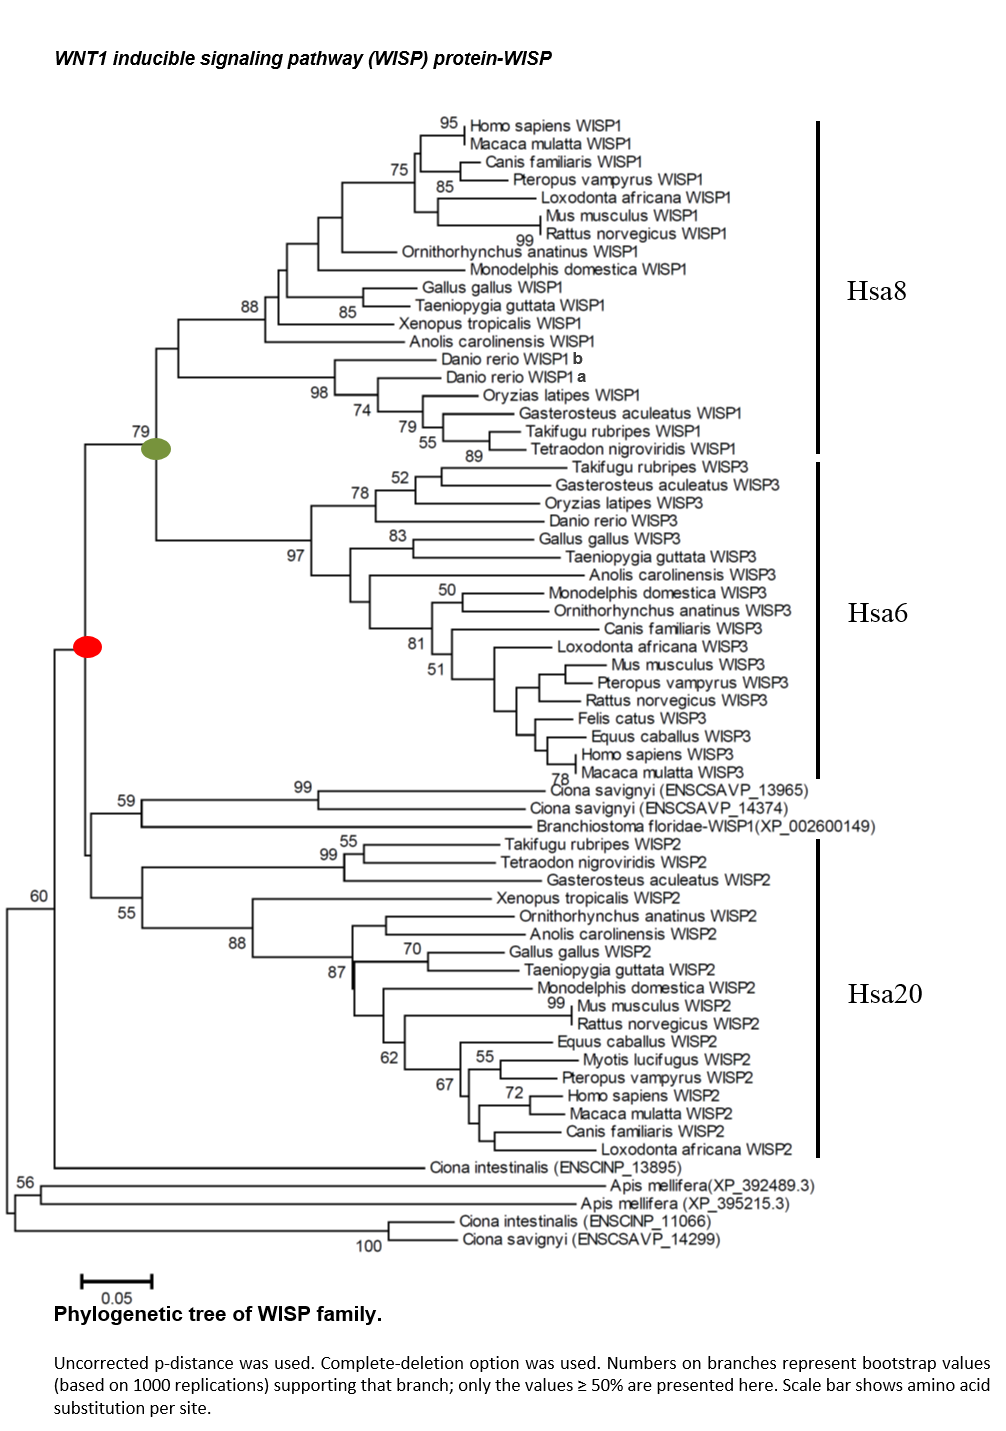 WNT1 inducible signaling pathway (WISP) protein-WISP
95 Homo sapiens WISP1
Macaca mulatta WISP1
Canis familiaris WISP1
75
Pteropus vampyrus WISP1
85
Loxodonta africana WISP1
Mus musculus WISP1
Rattus norvegicus WISP1
99
Ornithorhynchus anatinus WISP1
Monodelphis domestica WISP1
Gallus gallus WISP1
Hsa8
88
85
Taeniopygia guttata WISP1
Xenopus tropicalis WISP1
Anolis carolinensis WISP1
Danio rerio WISP1 b
Danio rerio WISP1 a
98
Oryzias latipes WISP1
74
Gasterosteus aculeatus WISP1
79
Takifugu rubripes WISP1
79
55
Tetraodon nigroviridis WISP1
89
Takifugu rubripes WISP3
52
Gasterosteus aculeatus WISP3
78
Oryzias latipes WISP3
Danio rerio WISP3
83
Gallus gallus WISP3
97
Taeniopygia guttata WISP3
Anolis carolinensis WISP3
50
Monodelphis domestica WISP3
Ornithorhynchus anatinus WISP3
Hsa6
Canis familiaris WISP3
81
Loxodonta africana WISP3
51
Mus musculus WISP3
Pteropus vampyrus WISP3
Rattus norvegicus WISP3
Felis catus WISP3
Equus caballus WISP3
Homo sapiens WISP3
Macaca mulatta WISP3
78
99
Ciona savignyi (ENSCSAVP_13965)
59
Ciona savignyi (ENSCSAVP_14374)
Branchiostoma floridae-WISP1(XP_002600149)
55
Takifugu rubripes WISP2
99
Tetraodon nigroviridis WISP2
Gasterosteus aculeatus WISP2
60
Xenopus tropicalis WISP2
55
Ornithorhynchus anatinus WISP2
Anolis carolinensis WISP2
88
70
Gallus gallus WISP2
87
Taeniopygia guttata WISP2
Monodelphis domestica WISP2
Hsa20
99
Mus musculus WISP2
Rattus norvegicus WISP2
Equus caballus WISP2
62
55
Myotis lucifugus WISP2
67
Pteropus vampyrus WISP2
72
Homo sapiens WISP2
Macaca mulatta WISP2
Canis familiaris WISP2
Loxodonta africana WISP2
Ciona intestinalis (ENSCINP_13895)
56
Apis mellifera(XP_392489.3)
Apis mellifera (XP_395215.3)
Ciona intestinalis (ENSCINP_11066)
Ciona savignyi (ENSCSAVP_14299)
100
0.05
Phylogenetic tree of WISP family.
Uncorrected p-distance was used. Complete-deletion option was used. Numbers on branches represent bootstrap values
(based on 1000 replications) supporting that branch; only the values ≥ 50% are presented here. Scale bar shows amino acid
substitution per site.